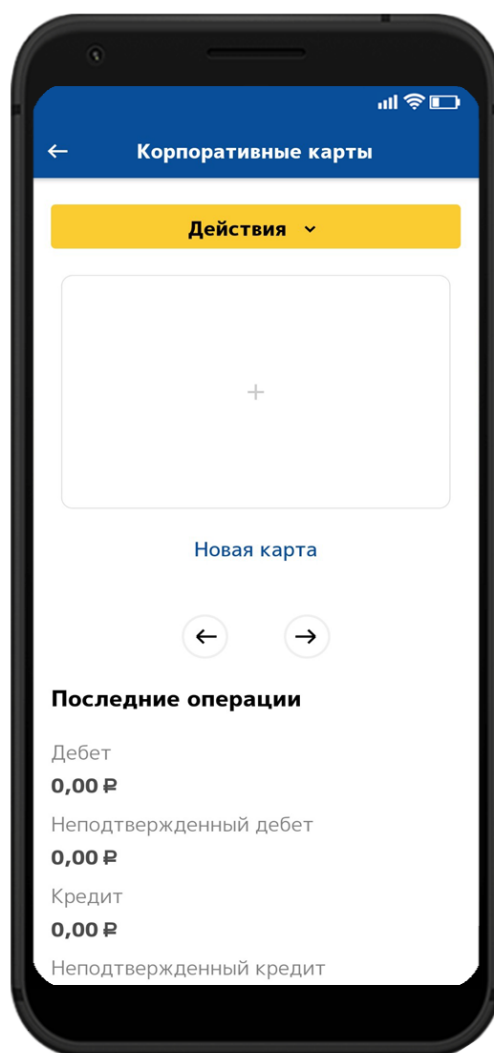 Корпоративные карты
Действия
Новая карта
Последние операции
Дебет
0,00 ₽
Неподтвержденный дебет
0,00 ₽
Кредит
0,00 ₽
Неподтвержденный кредит